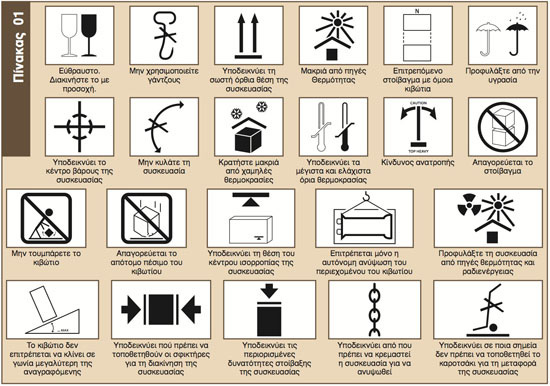 Πίνακας 01
Εύθραυστο.
Διακινήστε το με
προσοχή.
Μην χρησιμοποιείτε
γάντζους
Υποδεικνύει τη
σωστή όρθια θέση της
συσκευασίας
Μακριά από πηγές
Θερμότητας
N
Επιτρεπόμενο
στοίβαγμα με όμοια
κιβώτια
Προφυλάξτε από την
υγρασία
Υποδεικνύει το
κέντρο βάρους της
συσκευασίας
Μην κυλάτε τη
συσκευασία
Κρατήστε μακριά
από χαμηλές
θερμοκρασίες
Υποδεικνύει τα
μέγιστα και ελάχιστα
όρια θερμοκρασίας
CAUTION
TOP HEAVY
Κίνδυνος ανατροπής
Απαγορεύεται το
στοίβαγμα
Μην τουμπάρετε το
κιβώτιο
Απαγορεύεται το
απότομο πέσιμο του
κιβωτίου
Υποδεικνύει τη θέση του
κέντρου ισορροπίας της
συσκευασίας
Επιτρέπεται μόνο η
αυτόνομη ανύψωση του
περιεχομένου του κιβωτίου
Προφυλάξτε τη συσκευασία
από πηγές θερμότητας και
ραδιενέργειας
Το κιβώτιο δεν
επιτρέπεται να κλίνει σε
γωνία μεγαλύτερη της
αναγραφόμενης
Υποδεικνύει πού πρέπει να
τοποθετηθούν οι σφικτήρες
για τη διακίνηση της
συσκευασίας
Υποδεικνύει τις
περιορισμένες
δυνατότητες στοίβαξης
της συσκευασίας
Υποδεικνύει από που
πρέπει να κρεμαστεί
η συσκευασία για να
ανυψωθεί
Υποδεικνύει σε ποια σημεία
δεν πρέπει να τοποθετηθεί το
καροτσάκι για τη μεταφορά
της συσκευασίας